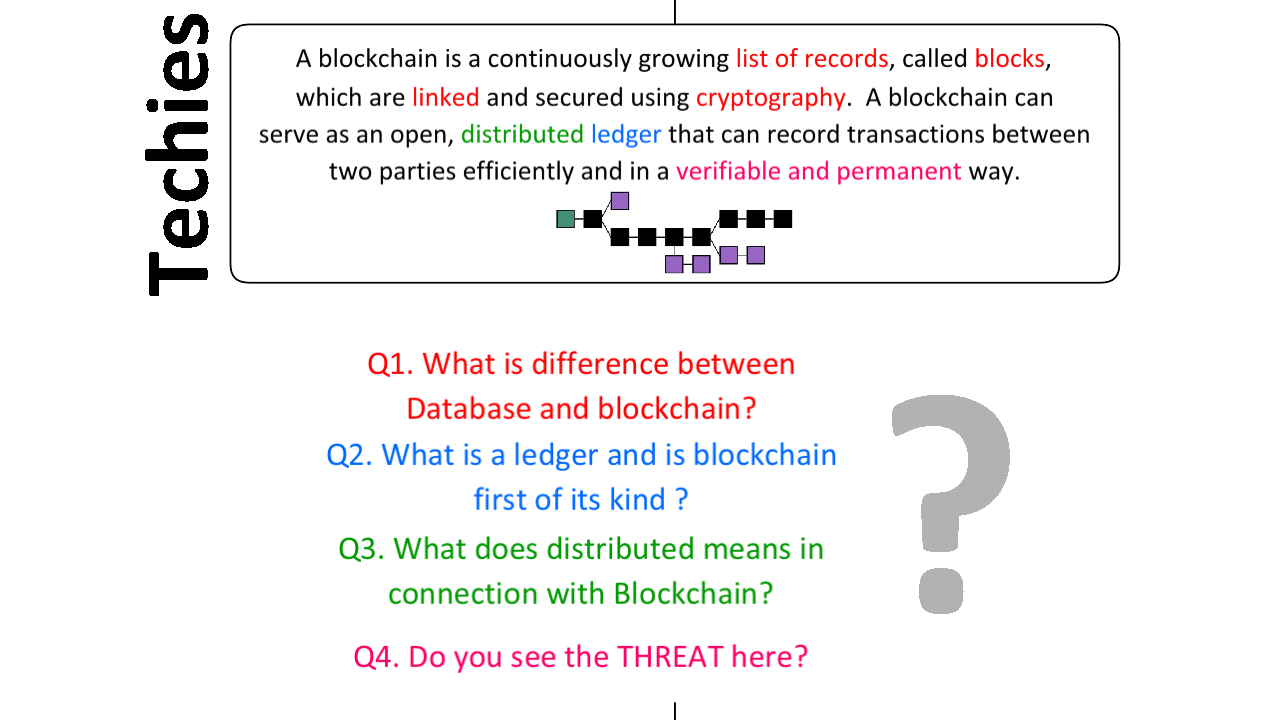 Techies
A blockchain is a continuously growing list of records, called blocks,
which are linked and secured using cryptography.  A blockchain can
serve as an open, distributed ledger that can record transactions between
two parties efficiently and in a verifiable and permanent way.
Q1. What is difference between
Database and blockchain?
Q2. What is a ledger and is blockchain
first of its kind ?
Q3. What does distributed means in
connection with Blockchain?
Q4. Do you see the THREAT here?
?